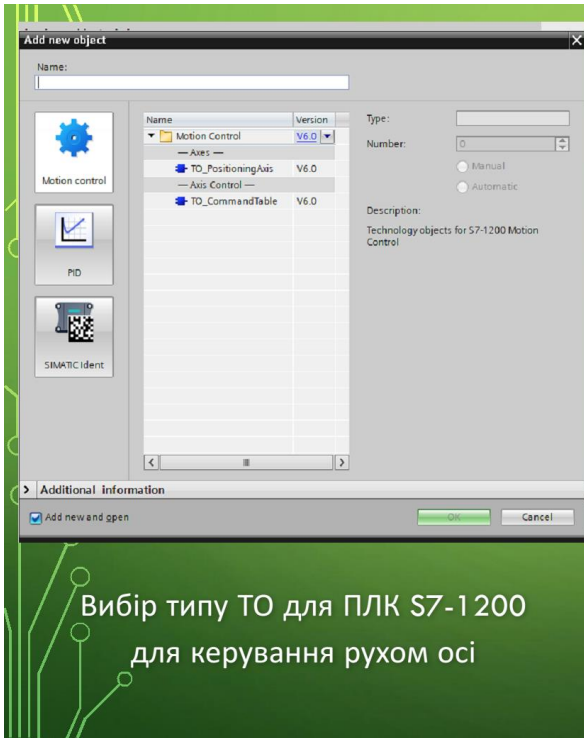 Add new object
Name:
Motion control
PID
SIMATIC Ident
Name Version
Motion Control V6.0
— Axes —
TO_PositioningAxis V6.0
— Axis Control —
TO_CommandTable V6.0
Type:
Number: 0
Manual
Automatic
Description:
Technology objects for S7-1200 Motion
Control
Additional information
Add new and open
OK Cancel
Вибір типу ТО для ПЛК S7-1200
для керування рухом осі